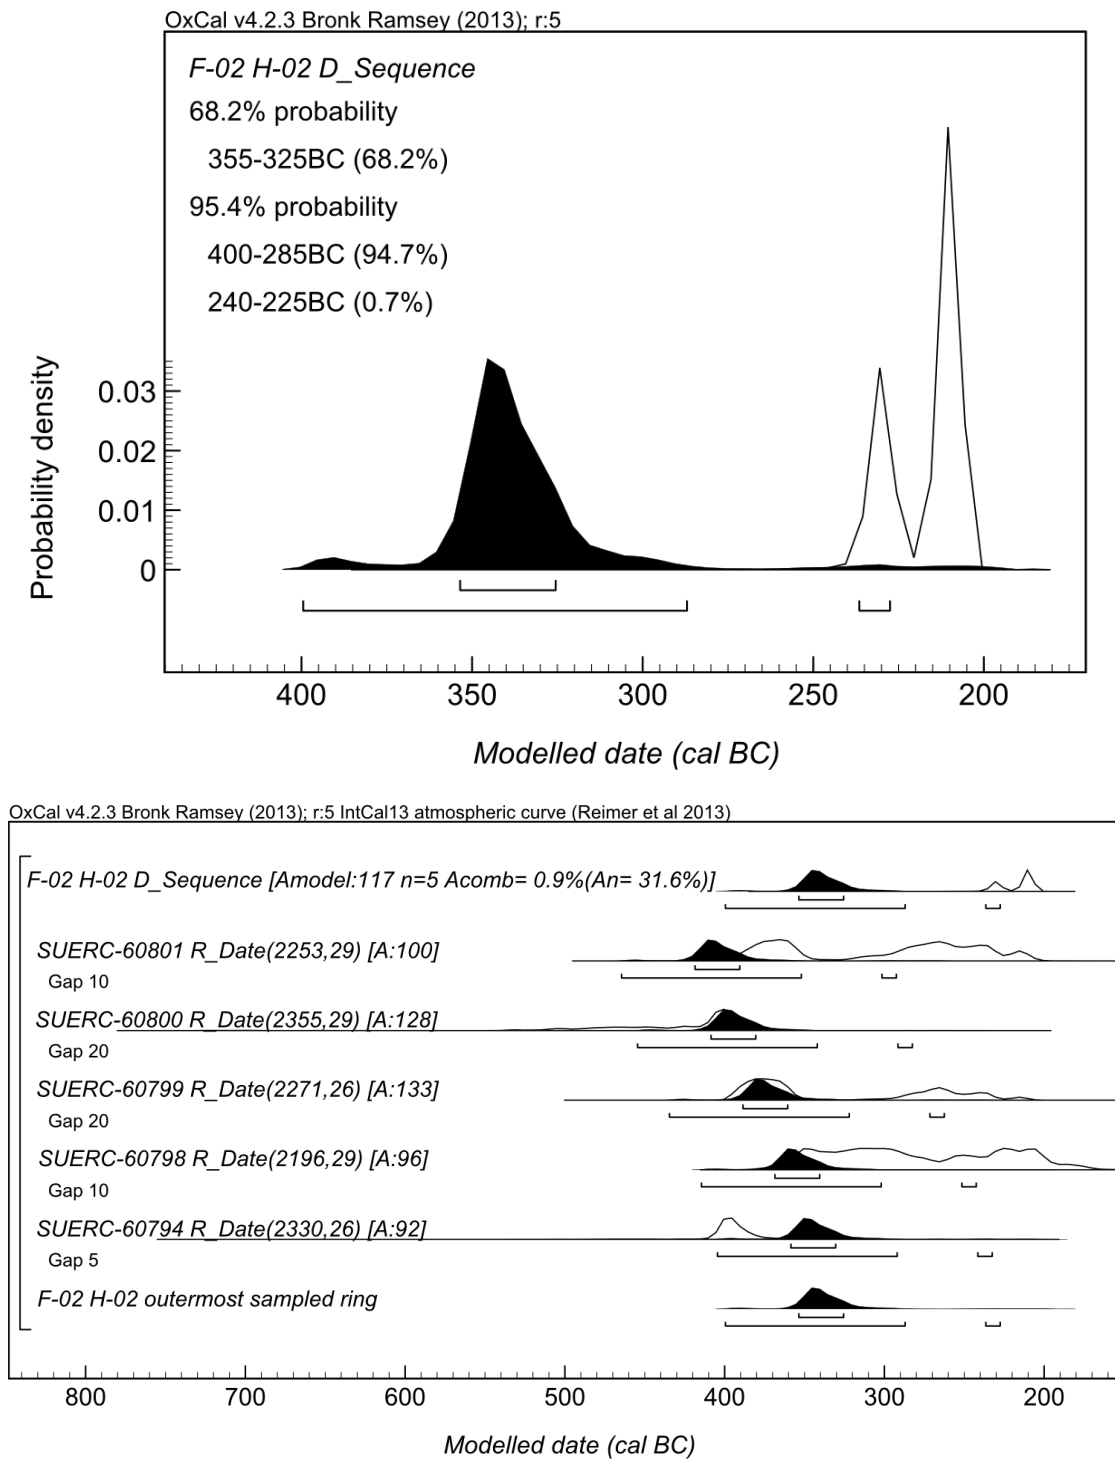 OxCal v4.2.3 Bronk Ramsey (2013); r:5
F-02 H-02 D_Sequence
68.2% probability
355-325BC (68.2%)
95.4% probability
400-285BC (94.7%)
240-225BC (0.7%)
Probability density
0.03
0.02
0.01
0
400 350 300 250 200
Modelled date (cal BC)
OxCal v4.2.3 Bronk Ramsey (2013); r:5 IntCal13 atmospheric curve (Reimer et al 2013)
F-02 H-02 D_Sequence [Amodel:117 n=5 Acomb= 0.9%(An= 31.6%)]
SUERC-60801 R_Date(2253,29) [A:100]
Gap 10
SUERC-60800 R_Date(2355,29) [A:128]
Gap 20
SUERC-60799 R_Date(2271,26) [A:133]
Gap 20
SUERC-60798 R_Date(2196,29) [A:96]
Gap 10
SUERC-60794 R_Date(2330,26) [A:92]
Gap 5
F-02 H-02 outermost sampled ring
800 700 600 500 400 300 200
Modelled date (cal BC)